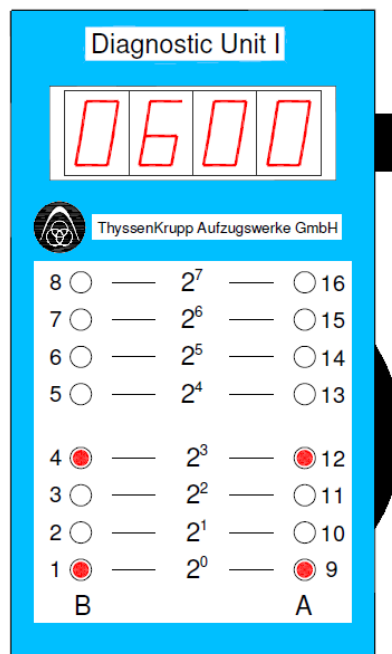 Diagnostic Unit I
0600
ThyssenKrupp Aufzugswerke GmbH
8 2⁷ 16
7 2⁶ 15
6 2⁵ 14
5 2⁴ 13
4 2³ 12
3 2² 11
2 2¹ 10
1 2⁰ 9
B A